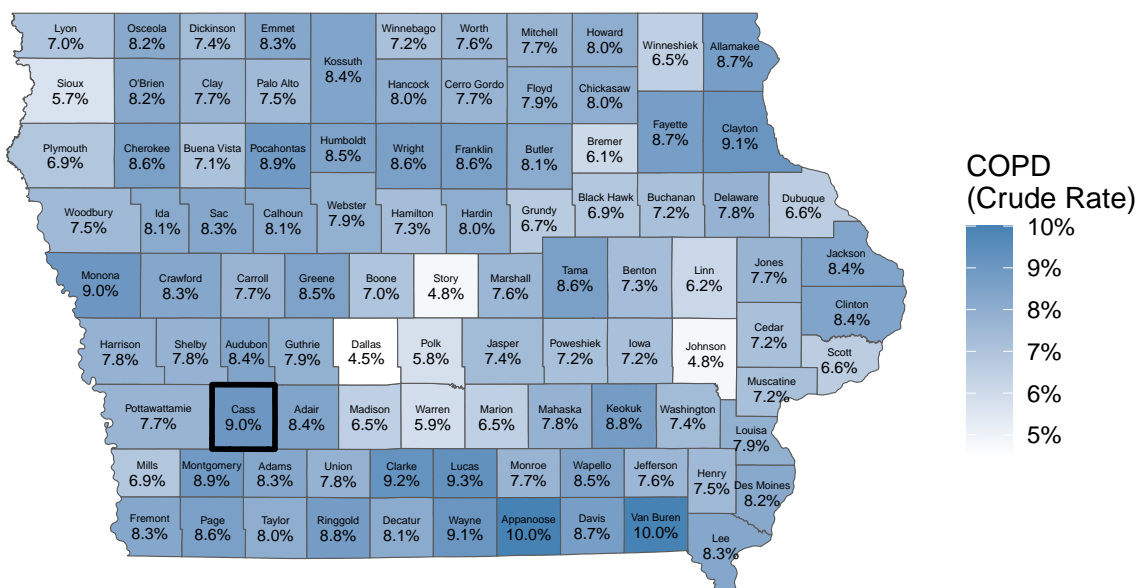 Lyon
7.0%
Osceola
8.2%
Dickinson
7.4%
Emmet
8.3%
Kossuth
8.4%
Winnebago
7.2%
Worth
7.6%
Mitchell
7.7%
Howard
8.0%
Winneshiek
6.5%
Allamakee
8.7%
Sioux
5.7%
O'Brien
8.2%
Clay
7.7%
Palo Alto
7.5%
Hancock
8.0%
Cerro Gordo
7.7%
Floyd
7.9%
Chickasaw
8.0%
Fayette
8.7%
Clayton
9.1%
Plymouth
6.9%
Cherokee
8.6%
Buena Vista
7.1%
Pocahontas
8.9%
Humboldt
8.5%
Wright
8.6%
Franklin
8.6%
Butler
8.1%
Bremer
6.1%
Woodbury
7.5%
Ida
8.1%
Sac
8.3%
Calhoun
8.1%
Webster
7.9%
Hamilton
7.3%
Hardin
8.0%
Grundy
6.7%
Black Hawk
6.9%
Buchanan
7.2%
Delaware
7.8%
Dubuque
6.6%
Monona
9.0%
Crawford
8.3%
Carroll
7.7%
Greene
8.5%
Boone
7.0%
Story
4.8%
Marshall
7.6%
Tama
8.6%
Benton
7.3%
Linn
6.2%
Jones
7.7%
Jackson
8.4%
Clinton
8.4%
Harrison
7.8%
Shelby
7.8%
Audubon
8.4%
Guthrie
7.9%
Dallas
4.5%
Polk
5.8%
Jasper
7.4%
Poweshiek
7.2%
Iowa
7.2%
Johnson
4.8%
Cedar
7.2%
Scott
6.6%
Muscatine
7.2%
Pottawattamie
7.7%
Cass
9.0%
Adair
8.4%
Madison
6.5%
Warren
5.9%
Marion
6.5%
Mahaska
7.8%
Keokuk
8.8%
Washington
7.4%
Louisa
7.9%
Mills
6.9%
Montgomery
8.9%
Adams
8.3%
Union
7.8%
Clarke
9.2%
Lucas
9.3%
Monroe
7.7%
Wapello
8.5%
Jefferson
7.6%
Henry
7.5%
Des Moines
8.2%
Fremont
8.3%
Page
8.6%
Taylor
8.0%
Ringgold
8.8%
Decatur
8.1%
Wayne
9.1%
Appanoose
10.0%
Davis
8.7%
Van Buren
10.0%
Lee
8.3%
COPD
(Crude Rate)
10%
9%
8%
7%
6%
5%